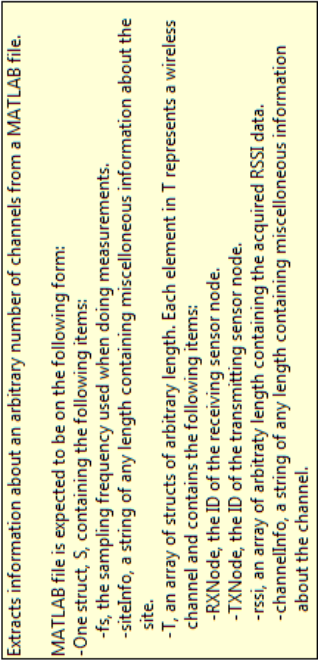 Extracts information about an arbitrary number of channels from a MATLAB file.
MATLAB file is expected to be on the following form:
-One struct, S, containing the following items:
-fs, the sampling frequency used when doing measurements.
-siteInfo, a string of any length containing miscellaneous information about the
site.
-T, an array of structs of arbitrary length. Each element in T represents a wireless
channel and contains the following items:
-RXNode, the ID of the receiving sensor node.
-TXNode, the ID of the transmitting sensor node.
-rssi, an array of arbitraty length containing the acquired RSSI data.
-channelInfo, a string of any length containing miscellaneous information
about the channel.